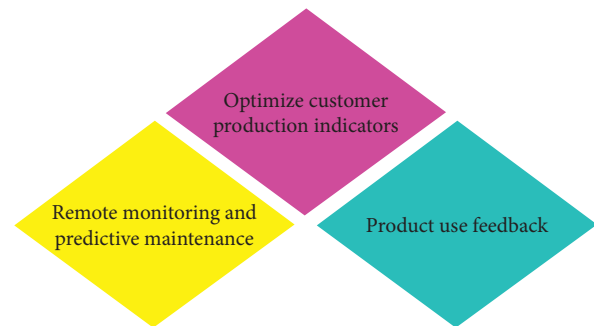 Optimize customer
production indicators
Remote monitoring and
predictive maintenance
Product use feedback